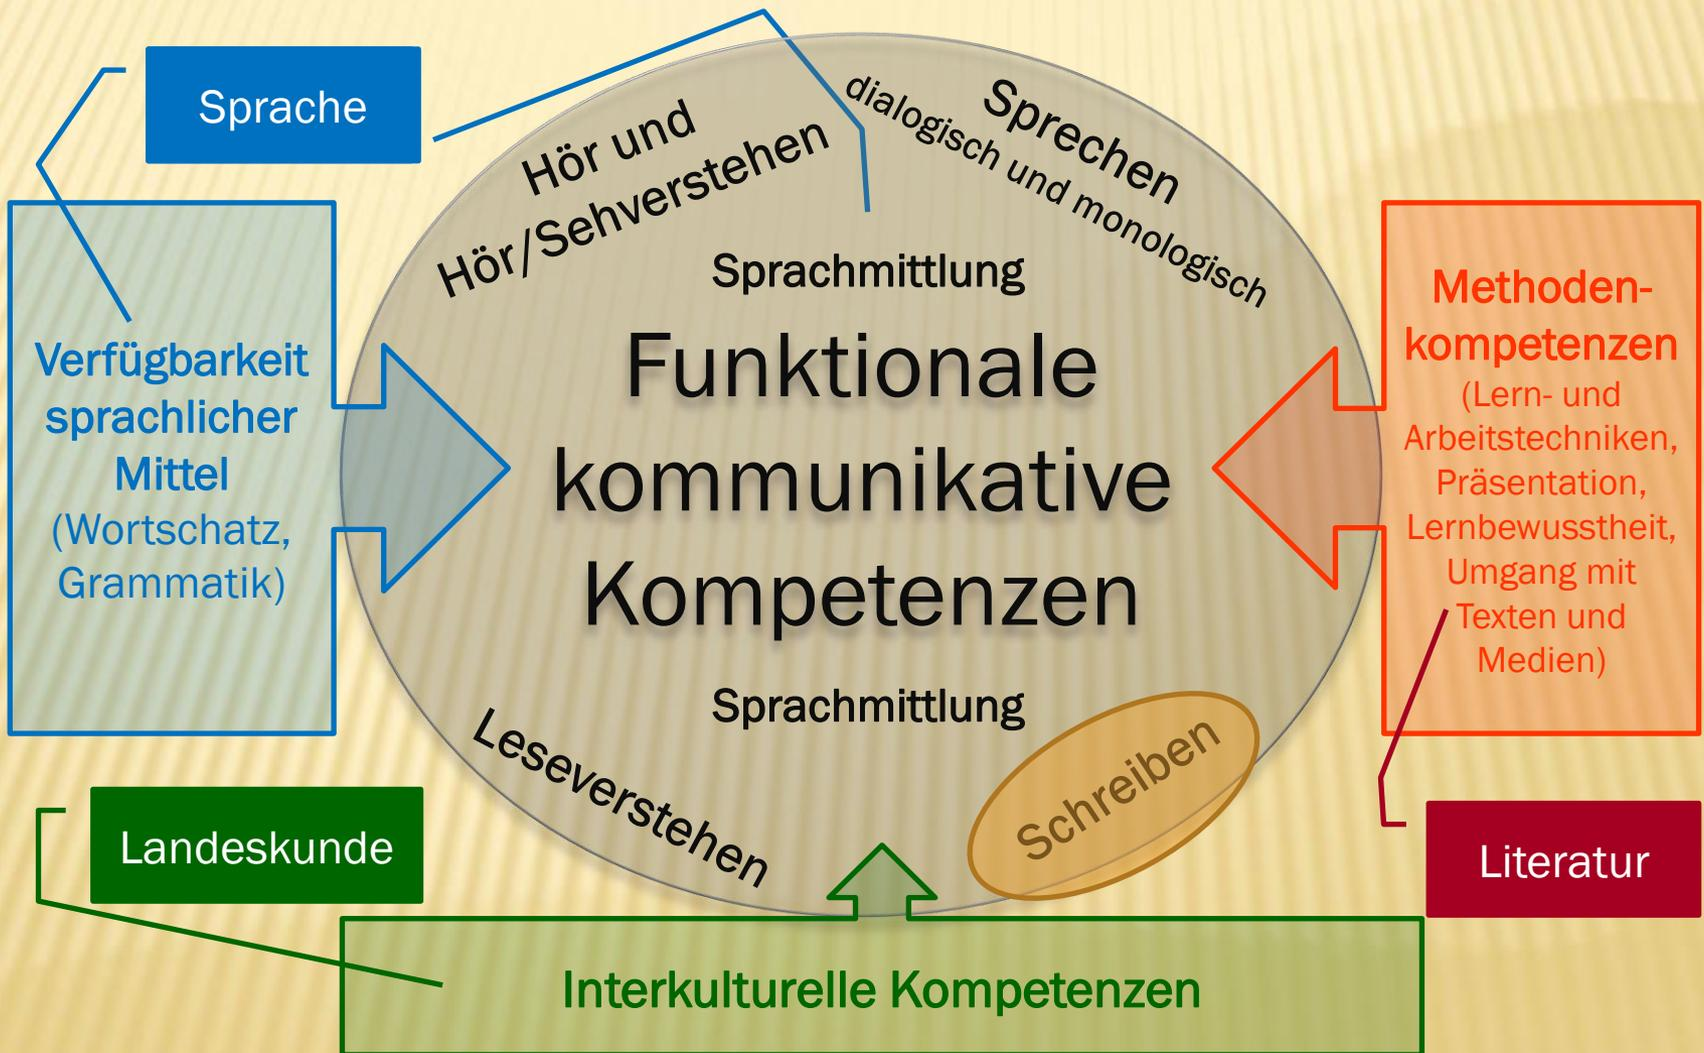 Sprache
Hör und
Hör/Sehverstehen
Sprechen
dialogisch und monologisch
Sprachmittlung
Funktionale
kommunikative
Kompetenzen
Sprachmittlung
Leseverstehen
Schreiben
Verfügbarkeit
sprachlicher
Mittel
(Wortschatz,
Grammatik)
Methoden-
kompetenzen
(Lern- und
Arbeitstechniken,
Präsentation,
Lernbewusstheit,
Umgang mit
Texten und
Medien)
Landeskunde
Literatur
Interkulturelle Kompetenzen